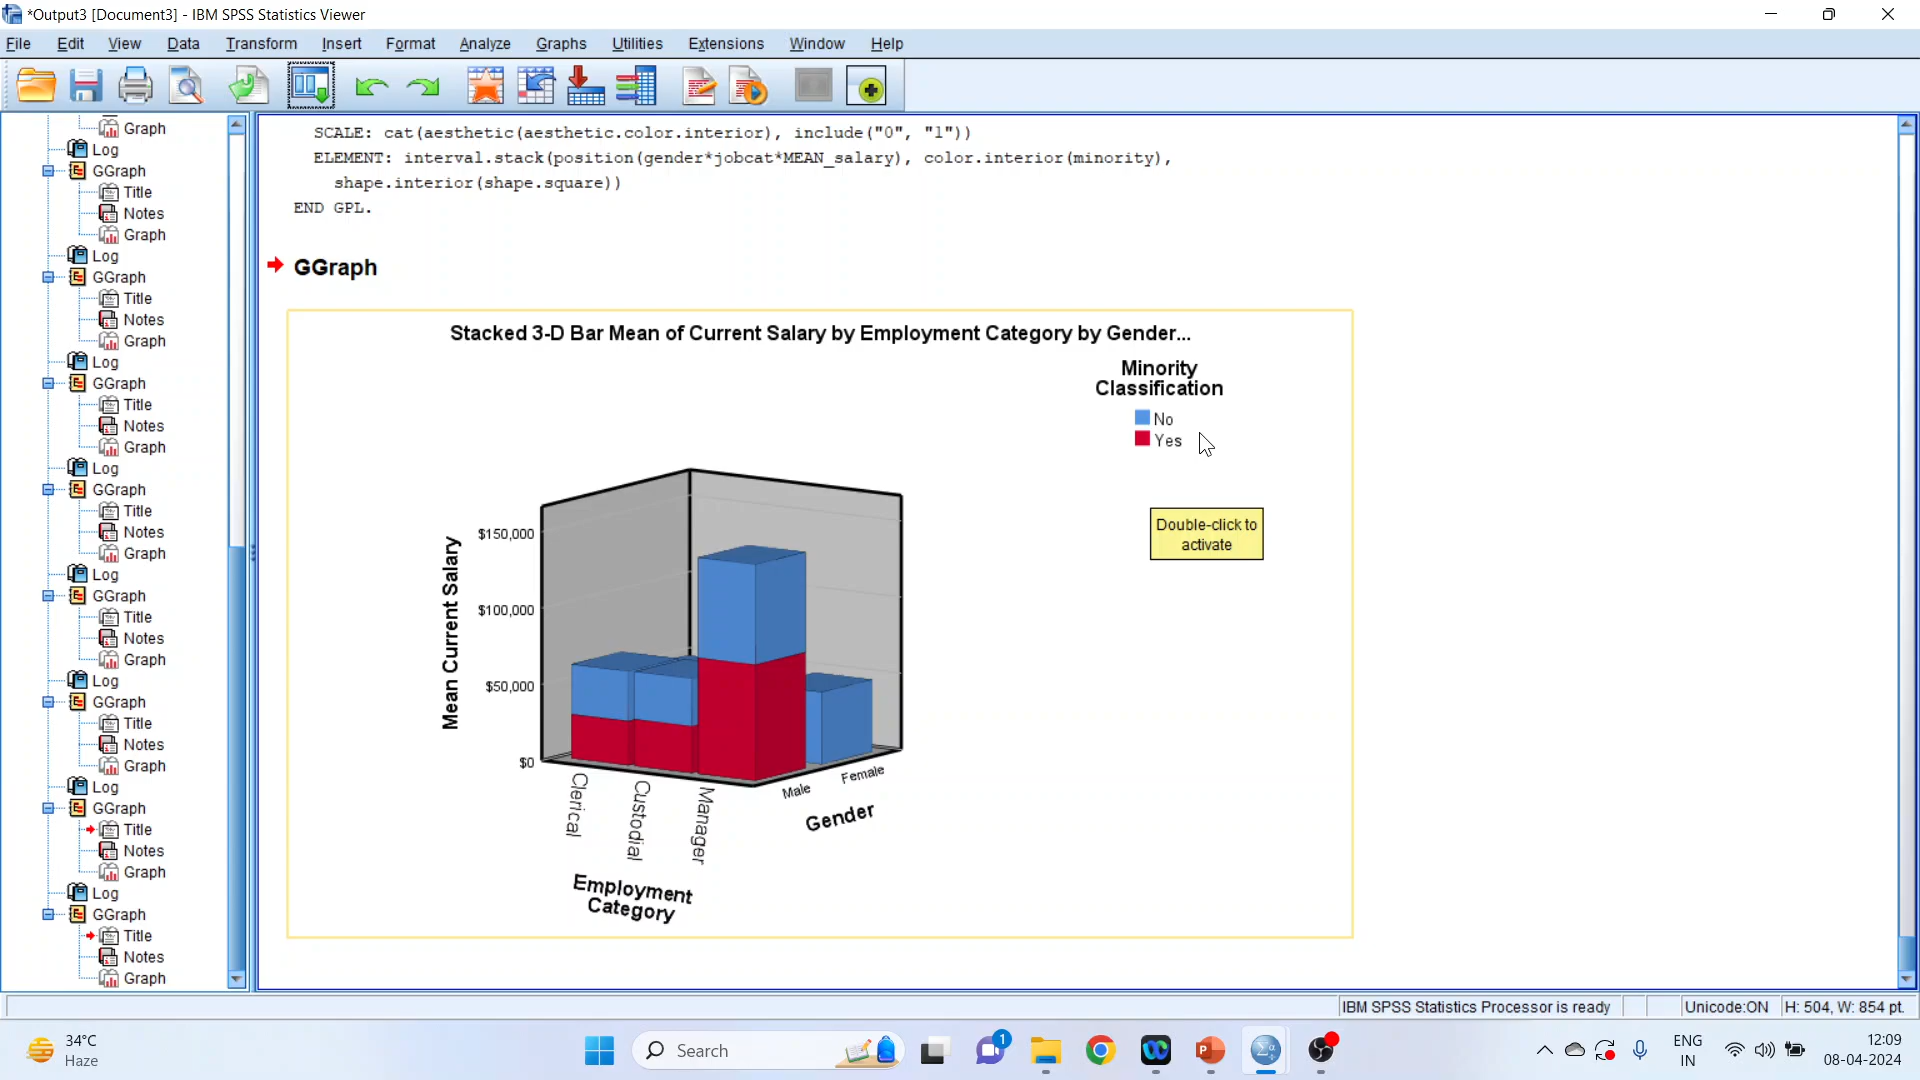 *Output3 [Document3] - IBM SPSS Statistics Viewer
File Edit View Data Transform Insert Format Analyze Graphs Utilities Extensions Window Help
Graph
Log
GGraph
Title
Notes
Graph
Log
GGraph
Title
Notes
Graph
Log
GGraph
Title
Notes
Graph
Log
GGraph
Title
Notes
Graph
Log
GGraph
Title
Notes
Graph
Log
GGraph
Title
Notes
Graph
Log
GGraph
Title
Notes
Graph
Log
GGraph
Title
Notes
Graph
SCALE: cat(aesthetic(aesthetic.color.interior), include("0", "1"))
ELEMENT: interval.stack(position(gender*jobcat*MEAN_salary), color.interior(minority),
shape.interior(shape.square))
END GPL.
GGraph
Stacked 3-D Bar Mean of Current Salary by Employment Category by Gender...
Minority
Classification
No
Yes
Double-click to
activate
Mean Current Salary
$150,000
$100,000
$50,000
$0
Clerical
Custodial
Manager
Male
Female
Gender
Employment
Category
IBM SPSS Statistics Processor is ready
Unicode:ON
H: 504, W: 854 pt.
34°C
Haze
Search
1
ENG
IN
12:09
08-04-2024